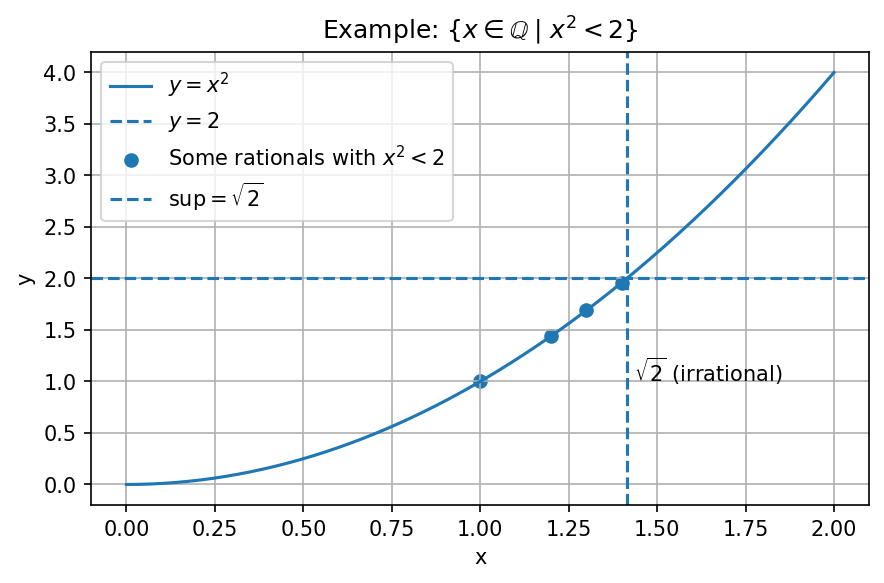 Example: {x ∈ ℚ | x² < 2}
y = x²
y = 2
Some rationals with x² < 2
sup = √2
4.0
3.5
3.0
2.5
2.0
1.5
1.0
0.5
0.0
y
√2 (irrational)
0.00 0.25 0.50 0.75 1.00 1.25 1.50 1.75 2.00
x